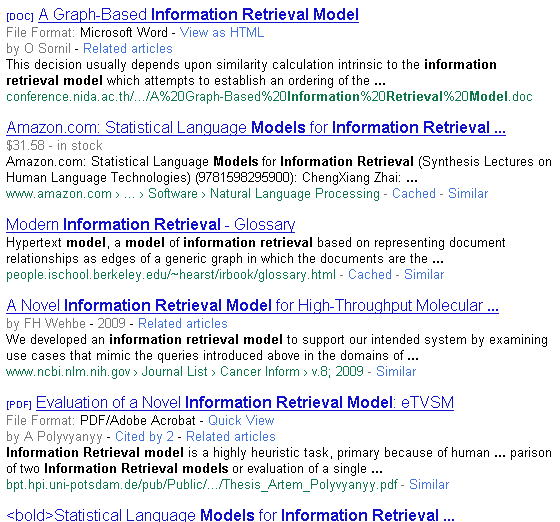 [DOC] A Graph-Based Information Retrieval Model
File Format: Microsoft Word - View as HTML
by O Sornil - Related articles
This decision usually depends upon similarity calculation intrinsic to the information
retrieval model which attempts to establish an ordering of the ...
conference.nida.ac.th/.../A%20Graph-Based%20Information%20Retrieval%20Model.doc
Amazon.com: Statistical Language Models for Information Retrieval ...
$31.58 - in stock
Amazon.com: Statistical Language Models for Information Retrieval (Synthesis Lectures on
Human Language Technologies) (9781598295900): ChengXiang Zhai: ...
www.amazon.com › ... › Software › Natural Language Processing - Cached - Similar
Modern Information Retrieval - Glossary
Hypertext model, a model of information retrieval based on representing document
relationships as edges of a generic graph in which the documents are the ...
people.ischool.berkeley.edu/~hearst/irbook/glossary.html - Cached - Similar
A Novel Information Retrieval Model for High-Throughput Molecular ...
by FH Wehbe - 2009 - Related articles
We developed an information retrieval model to support our intended system by examining
use cases that mimic the queries introduced above in the domains of ...
www.ncbi.nlm.nih.gov › Journal List › Cancer Inform › v.8; 2009 - Similar
[PDF] Evaluation of a Novel Information Retrieval Model: eTVSM
File Format: PDF/Adobe Acrobat - Quick View
by A Polyvyanyy - Cited by 2 - Related articles
Information Retrieval model is a highly heuristic task, primary because of human ... parison
of two Information Retrieval models or evaluation of a single ...
bpt.hpi.uni-potsdam.de/pub/Public/.../Thesis_Artem_Polyvyanyy.pdf - Similar
<bold>Statistical Language Models for Information Retrieval ...